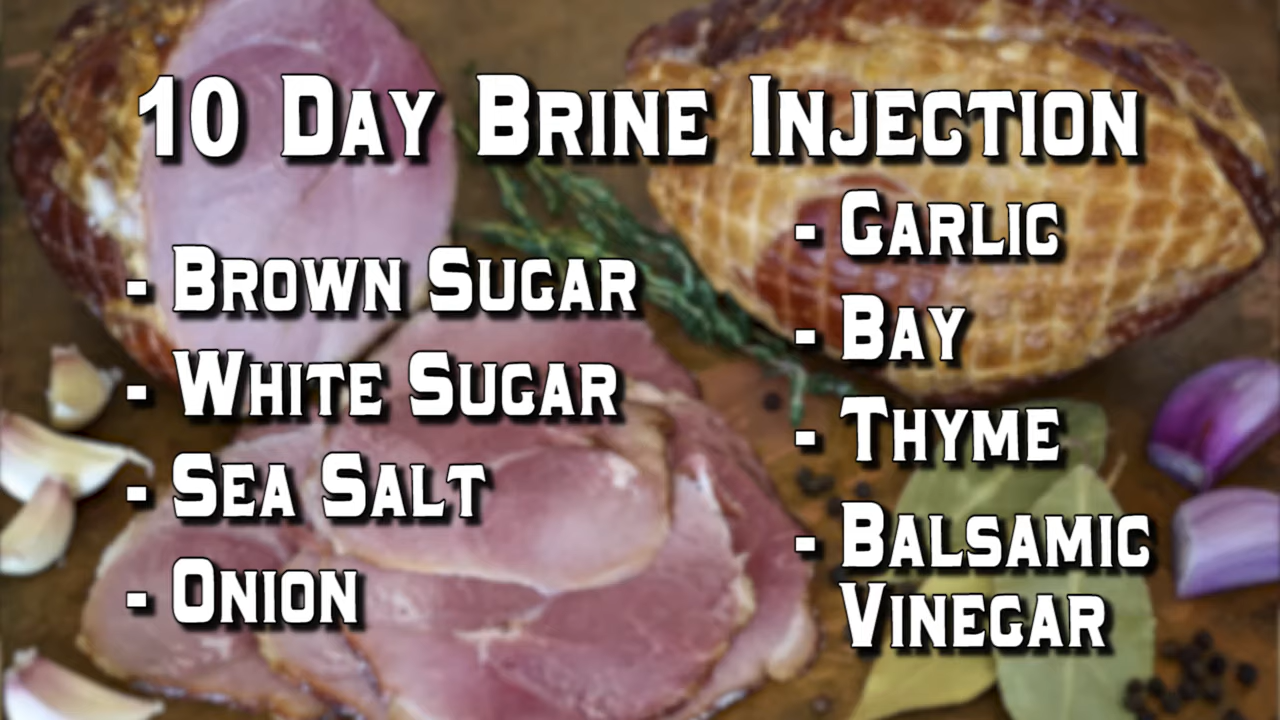 10 Day Brine Injection
- Brown Sugar
- White Sugar
- Sea Salt
- Onion
- Garlic
- Bay
- Thyme
- Balsamic
Vinegar